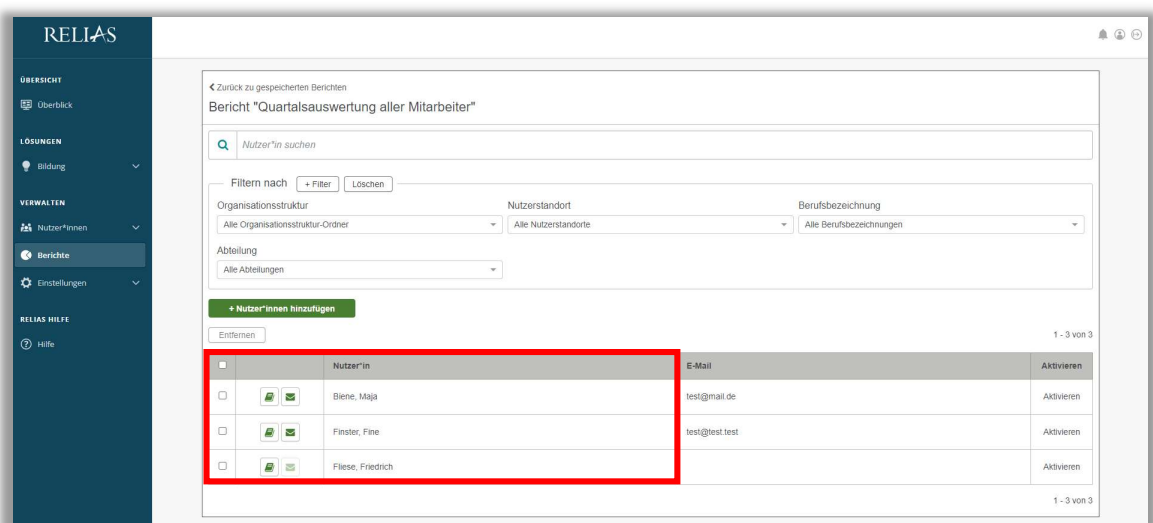 RELIAS
ÜBERSICHT
Überblick
LÖSUNGEN
Bildung
VERWALTEN
Nutzer*innen
Berichte
Einstellungen
RELIAS HILFE
Hilfe
Zurück zu gespeicherten Berichten
Bericht "Quartalsauswertung aller Mitarbeiter"
Nutzer*in suchen
Filtern nach + Filter Löschen
Organisationsstruktur Nutzerstandort Berufsbezeichnung
Alle Organisationsstruktur-Ordner Alle Nutzerstandorte Alle Berufsbezeichnungen
Abteilung
Alle Abteilungen
+ Nutzer*innen hinzufügen
Entfernen 1 - 3 von 3
Nutzer*in E-Mail Aktivieren
Biene, Maja test@mail.de Aktivieren
Finster, Fine test@test.test Aktivieren
Fliese, Friedrich Aktivieren
1 - 3 von 3